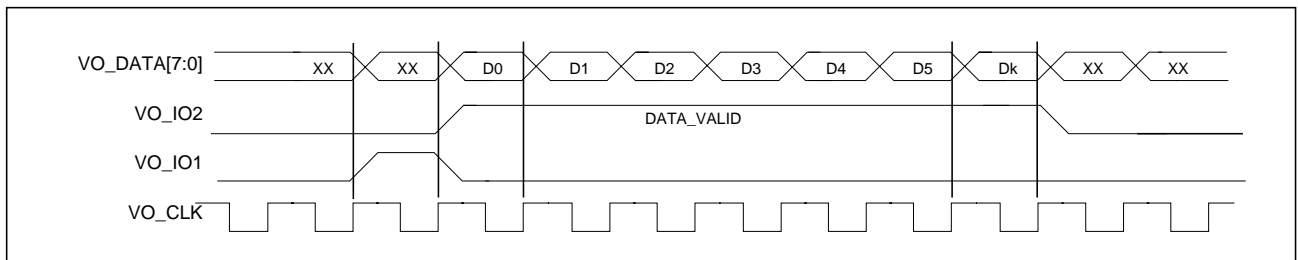 VO_DATA[7:0] XX XX D0 D1 D2 D3 D4 D5 Dk XX XX
VO_IO2 DATA_VALID
VO_IO1
VO_CLK